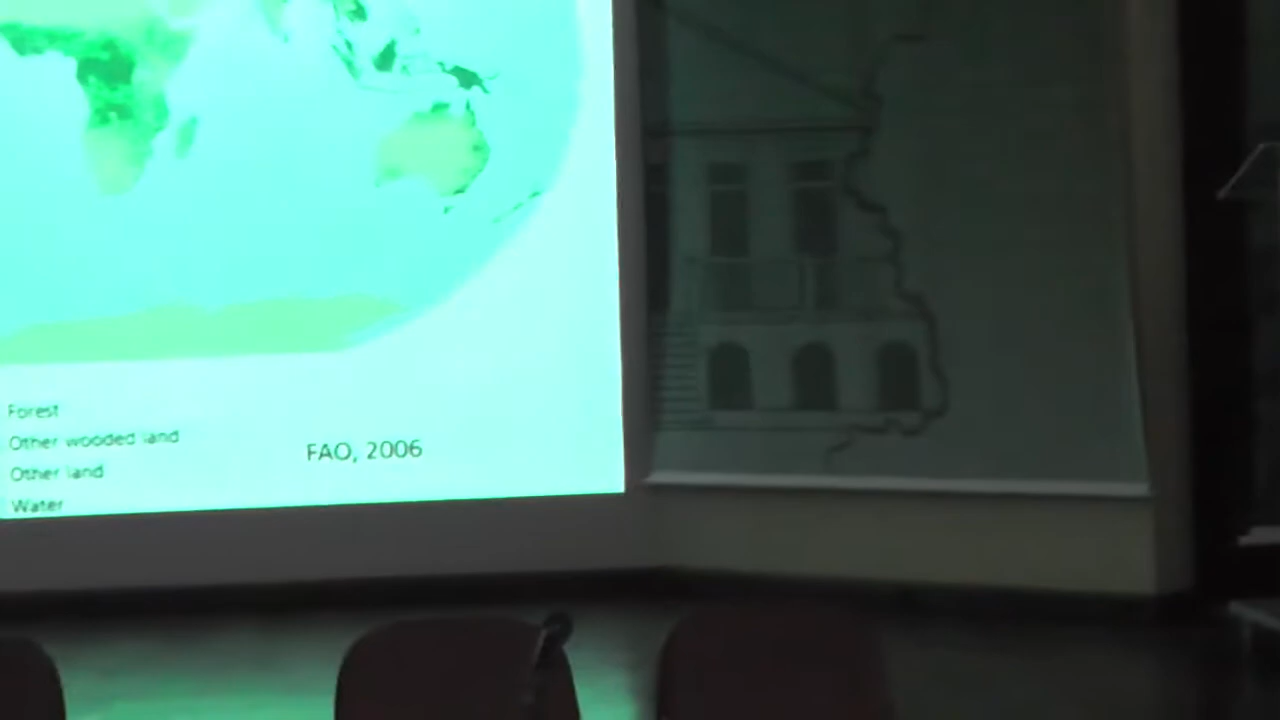 Forest
Other wooded land
Other land
Water
FAO, 2006